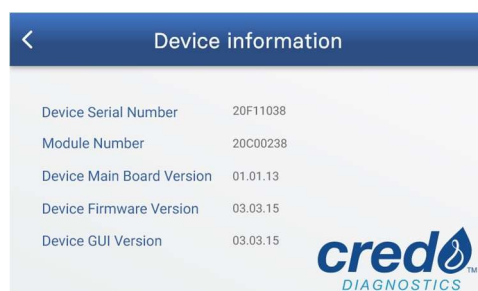 Device information
Device Serial Number 20F11038
Module Number 20C00238
Device Main Board Version 01.01.13
Device Firmware Version 03.03.15
Device GUI Version 03.03.15
credo TM
DIAGNOSTICS